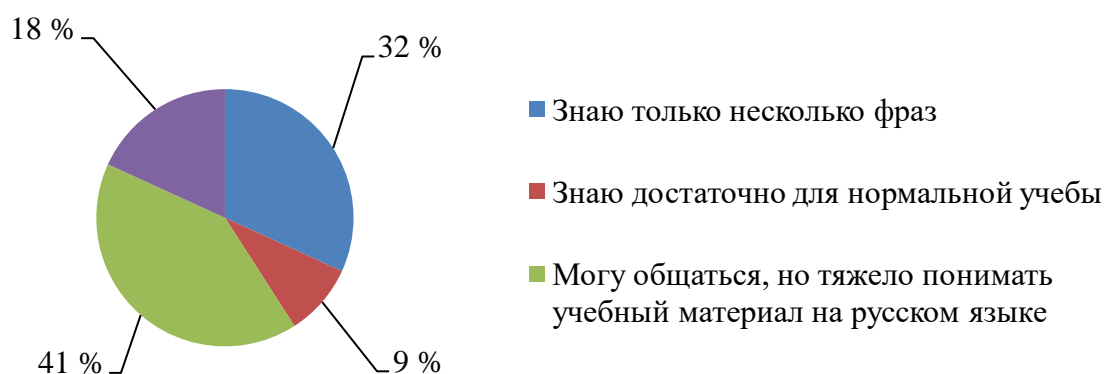 18 %
32 %
Знаю только несколько фраз
Знаю достаточно для нормальной учебы
Могу общаться, но тяжело понимать
учебный материал на русском языке
41 %
9 %